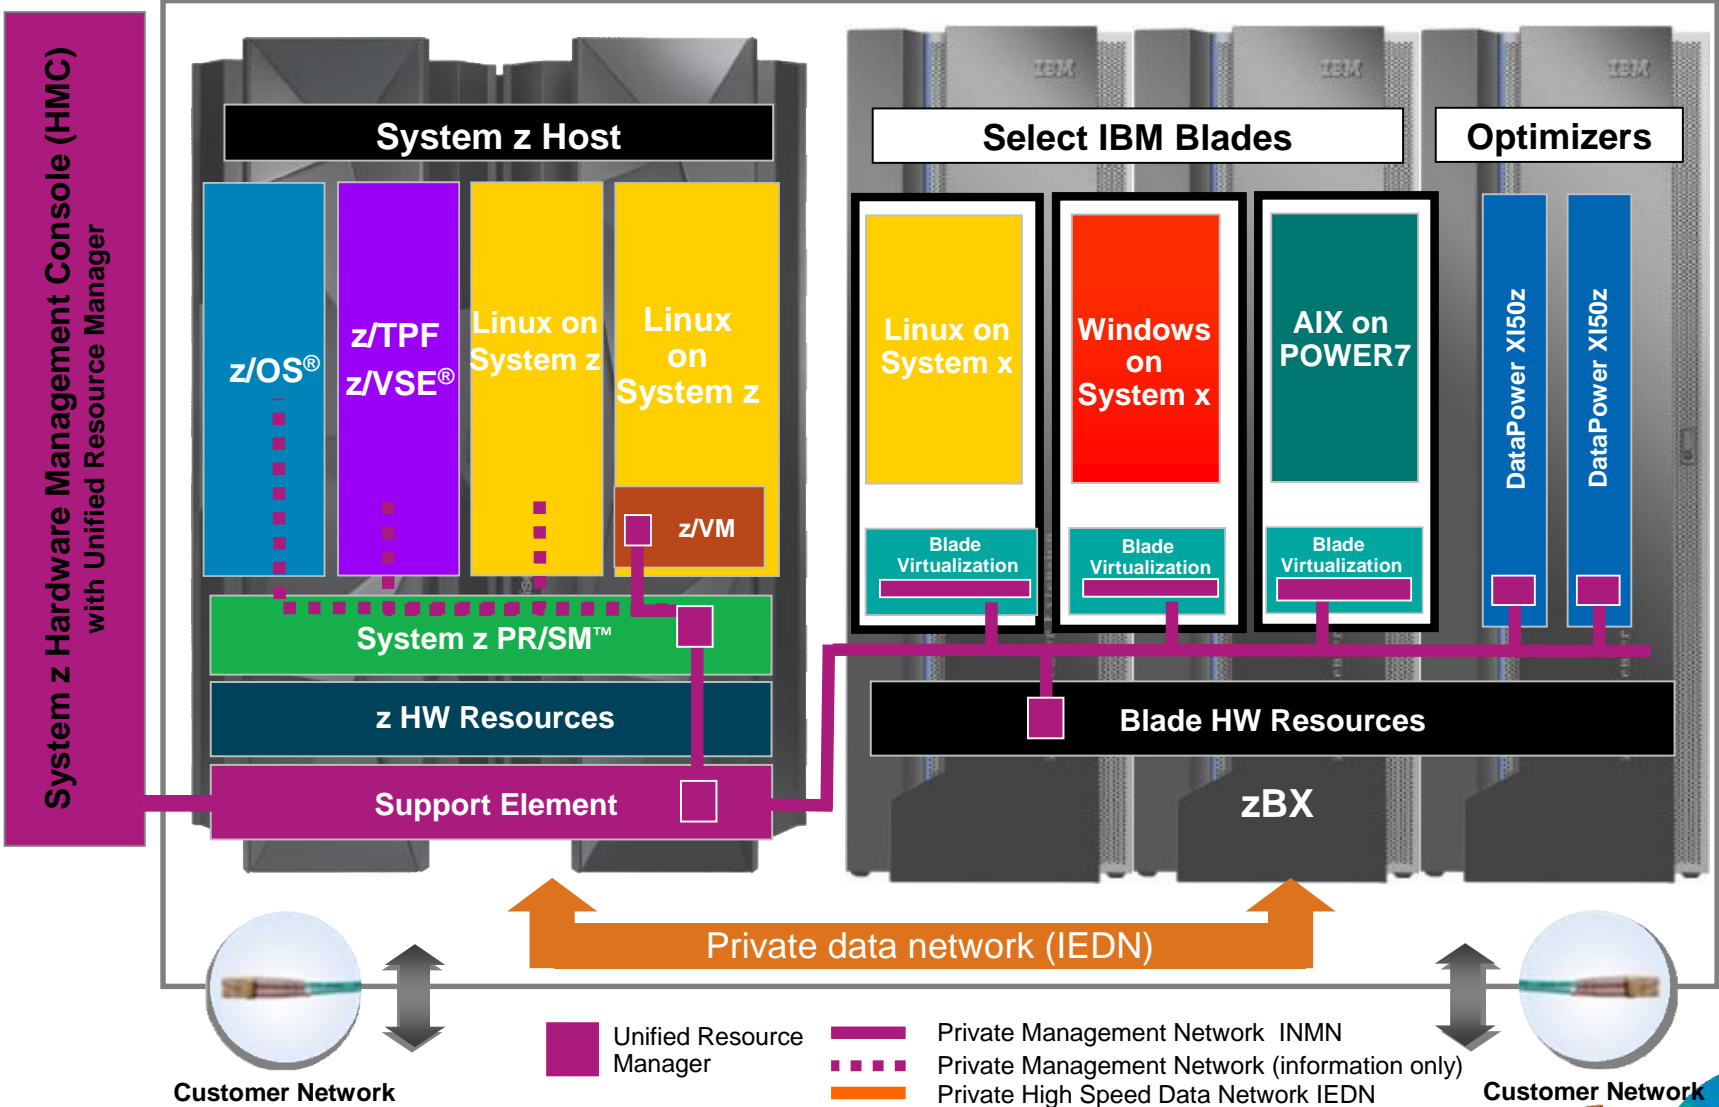 System z Hardware Management Console (HMC)
with Unified Resource Manager
IBM
IBM
IBM
System z Host
Select IBM Blades
Optimizers
z/OS®
z/TPF
z/VSE®
Linux on
System z
Linux
on
System z
z/VM
Linux on
System x
Windows
on
System x
AIX on
POWER7
DataPower XI50z
DataPower XI50z
Blade
Virtualization
Blade
Virtualization
Blade
Virtualization
System z PR/SM™
z HW Resources
Support Element
Blade HW Resources
zBX
Private data network (IEDN)
Customer Network
Unified Resource
Manager
Private Management Network INMN
Private Management Network (information only)
Private High Speed Data Network IEDN
Customer Network